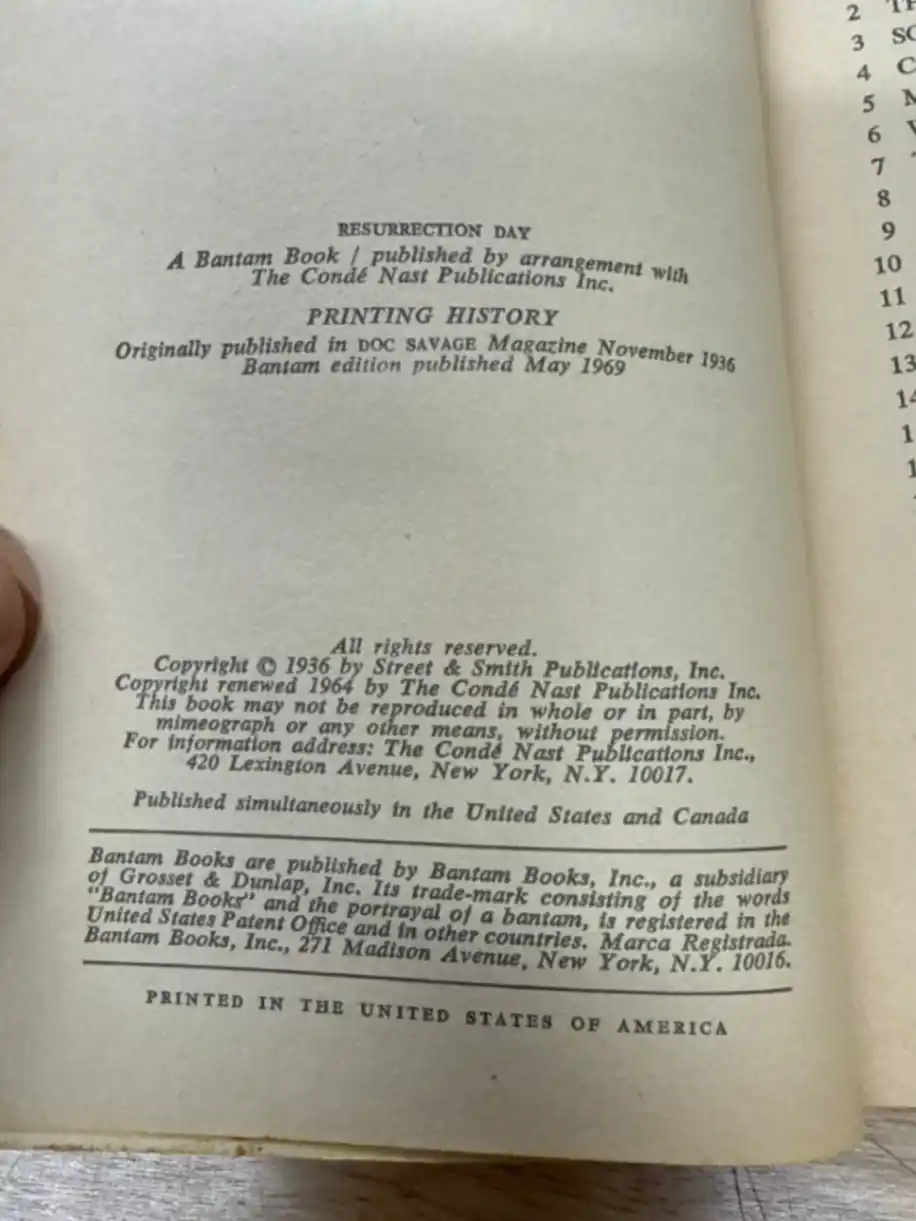 RESURRECTION DAY
A Bantam Book / published by arrangement with
The Condé Nast Publications Inc.
PRINTING HISTORY
Originally published in DOC SAVAGE Magazine November 1936
Bantam edition published May 1969
All rights reserved.
Copyright © 1936 by Street & Smith Publications, Inc.
Copyright renewed 1964 by The Condé Nast Publications Inc.
This book may not be reproduced in whole or in part, by
mimeograph or any other means, without permission.
For information address: The Condé Nast Publications Inc.,
420 Lexington Avenue, New York, N.Y. 10017.
Published simultaneously in the United States and Canada
Bantam Books are published by Bantam Books, Inc., a subsidiary
of Grosset & Dunlap, Inc. Its trade-mark consisting of the words
"Bantam Books" and the portrayal of a bantam, is registered in the
United States Patent Office and in other countries. Marca Registrada.
Bantam Books, Inc., 271 Madison Avenue, New York, N.Y. 10016.
PRINTED IN THE UNITED STATES OF AMERICA
2
3
4
5
6
7
8
9
10
11
12
13